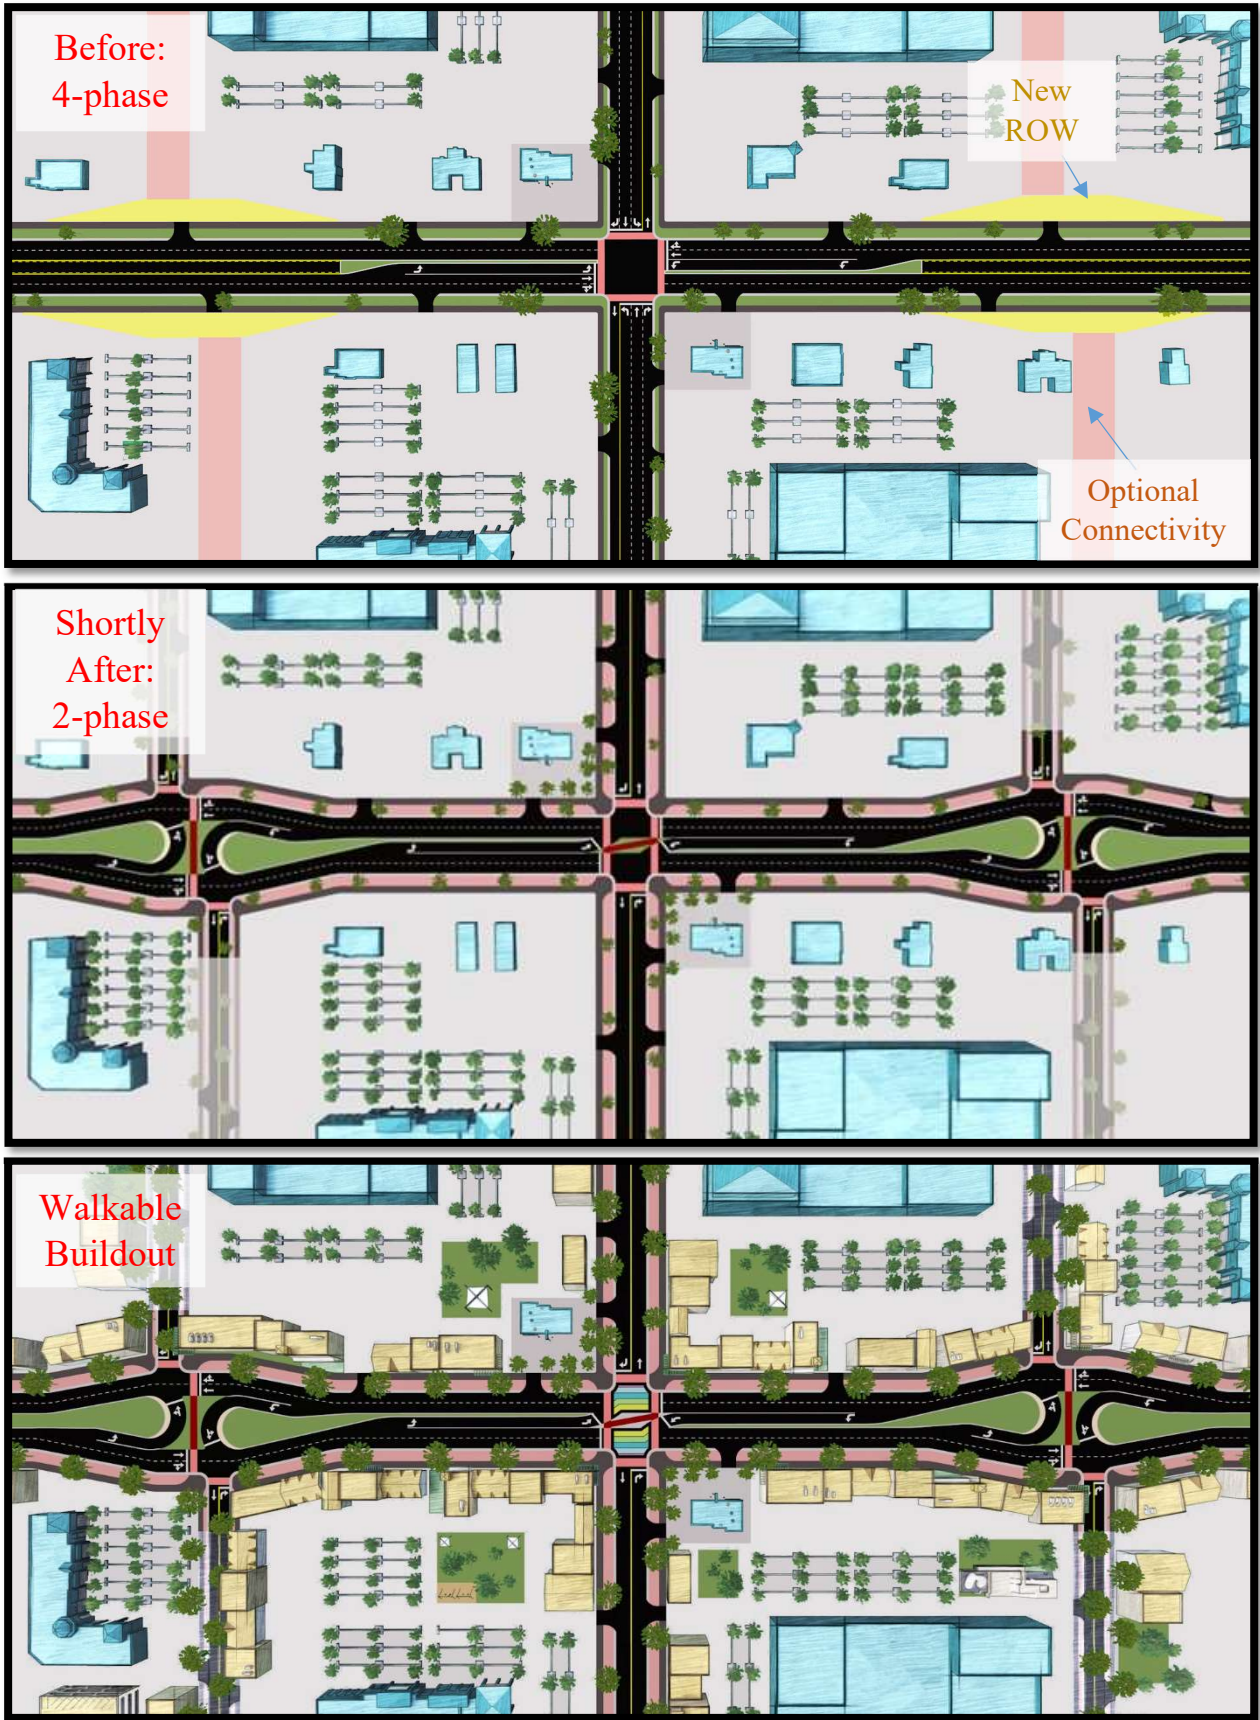 Before:
4-phase
New
ROW
Optional
Connectivity
Shortly
After:
2-phase
Walkable
Buildout